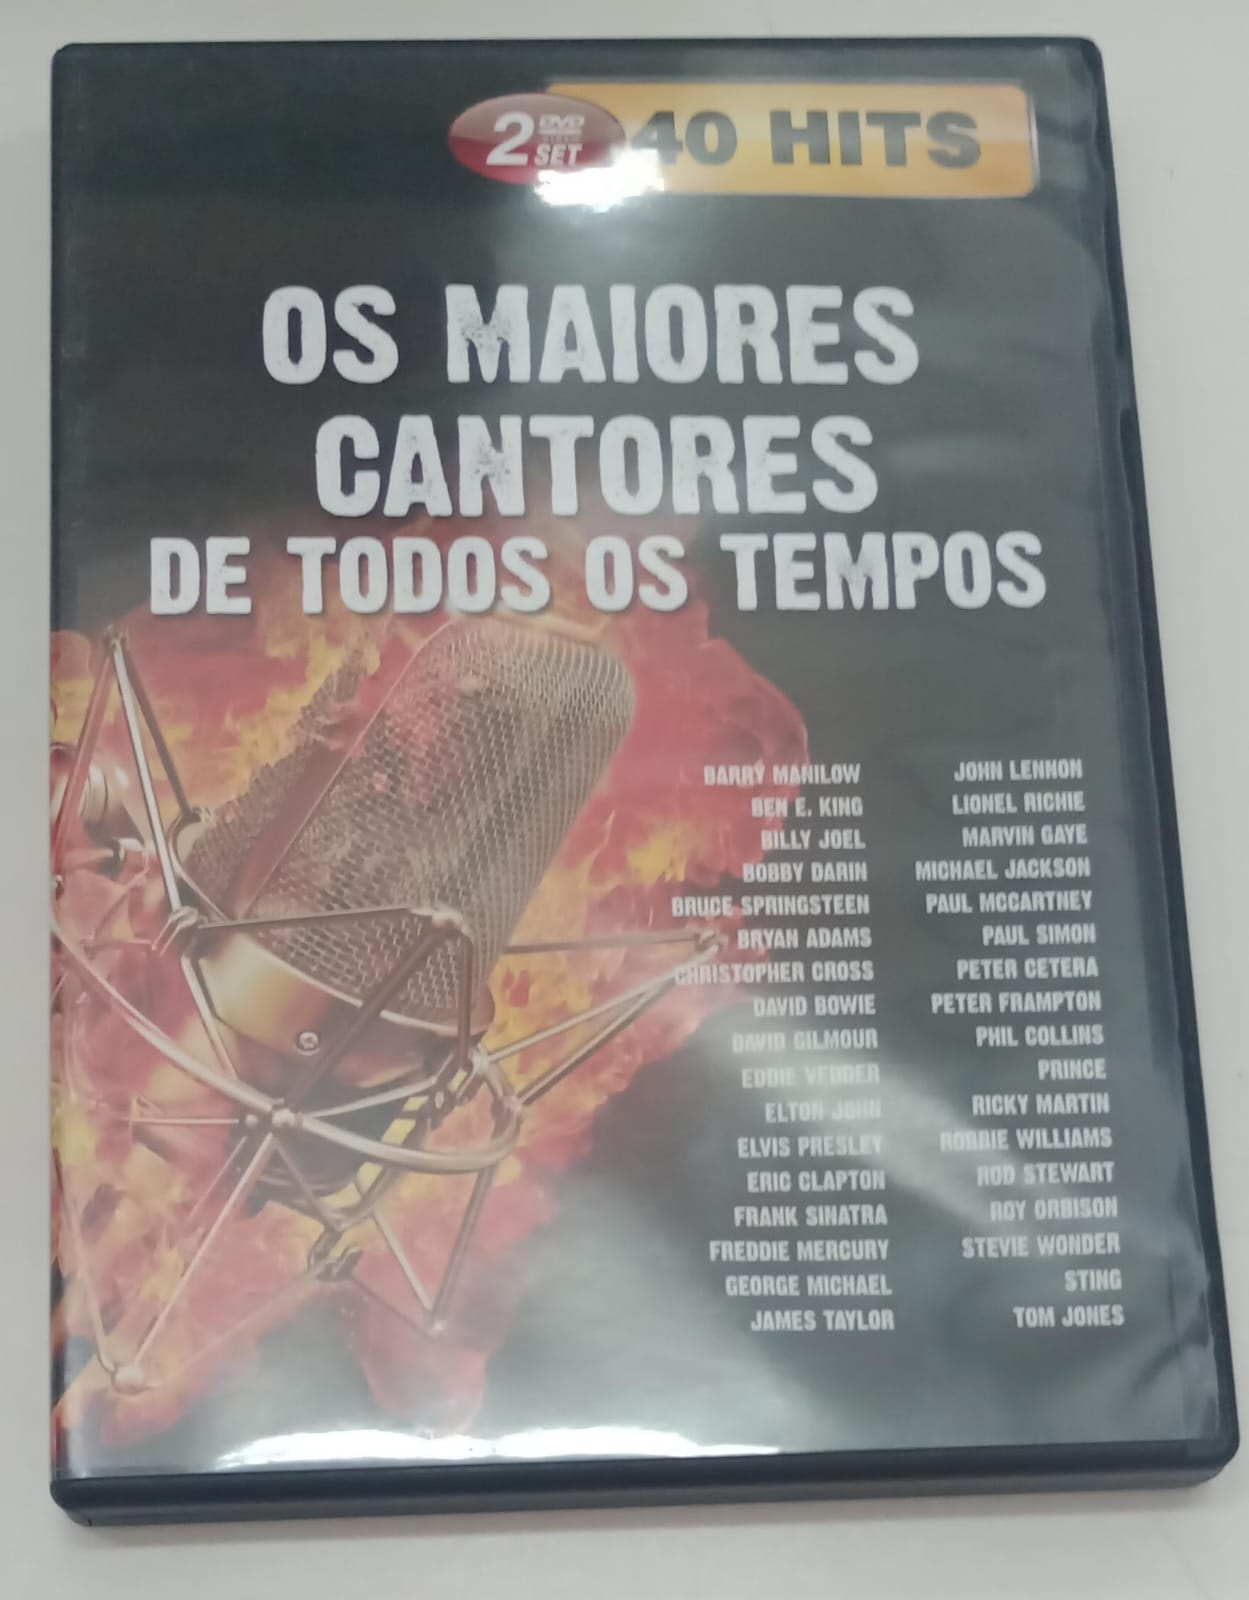 2 DVD
SET
40 HITS
OS MAIORES
CANTORES
DE TODOS OS TEMPOS
BARRY MANILOW
BEN E. KING
BILLY JOEL
BOBBY DARIN
BRUCE SPRINGSTEEN
BRYAN ADAMS
CHRISTOPHER CROSS
DAVID BOWIE
DAVID GILMOUR
EDDIE VEDDER
ELTON JOHN
ELVIS PRESLEY
ERIC CLAPTON
FRANK SINATRA
FREDDIE MERCURY
GEORGE MICHAEL
JAMES TAYLOR
JOHN LENNON
LIONEL RICHIE
MARVIN GAYE
MICHAEL JACKSON
PAUL MCCARTNEY
PAUL SIMON
PETER CETERA
PETER FRAMPTON
PHIL COLLINS
PRINCE
RICKY MARTIN
ROBBIE WILLIAMS
ROD STEWART
ROY ORBISON
STEVIE WONDER
STING
TOM JONES